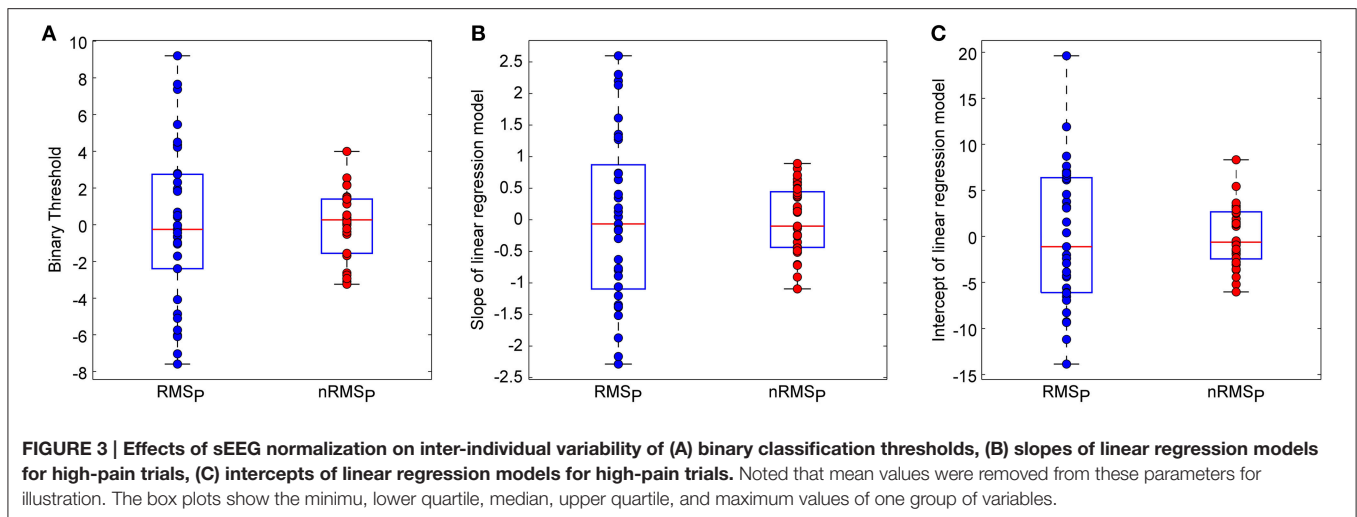 A
Binary Threshold
10
8
6
4
2
0
-2
-4
-6
-8
RMSP
nRMSP
B
Slope of linear regression model
2.5
2
1.5
1
0.5
0
-0.5
-1
-1.5
-2
-2.5
RMSP
nRMSP
C
Intercept of linear regression model
20
15
10
5
0
-5
-10
-15
RMSP
nRMSP
FIGURE 3 | Effects of sEEG normalization on inter-individual variability of (A) binary classification thresholds, (B) slopes of linear regression models
for high-pain trials, (C) intercepts of linear regression models for high-pain trials. Noted that mean values were removed from these parameters for
illustration. The box plots show the minimu, lower quartile, median, upper quartile, and maximum values of one group of variables.